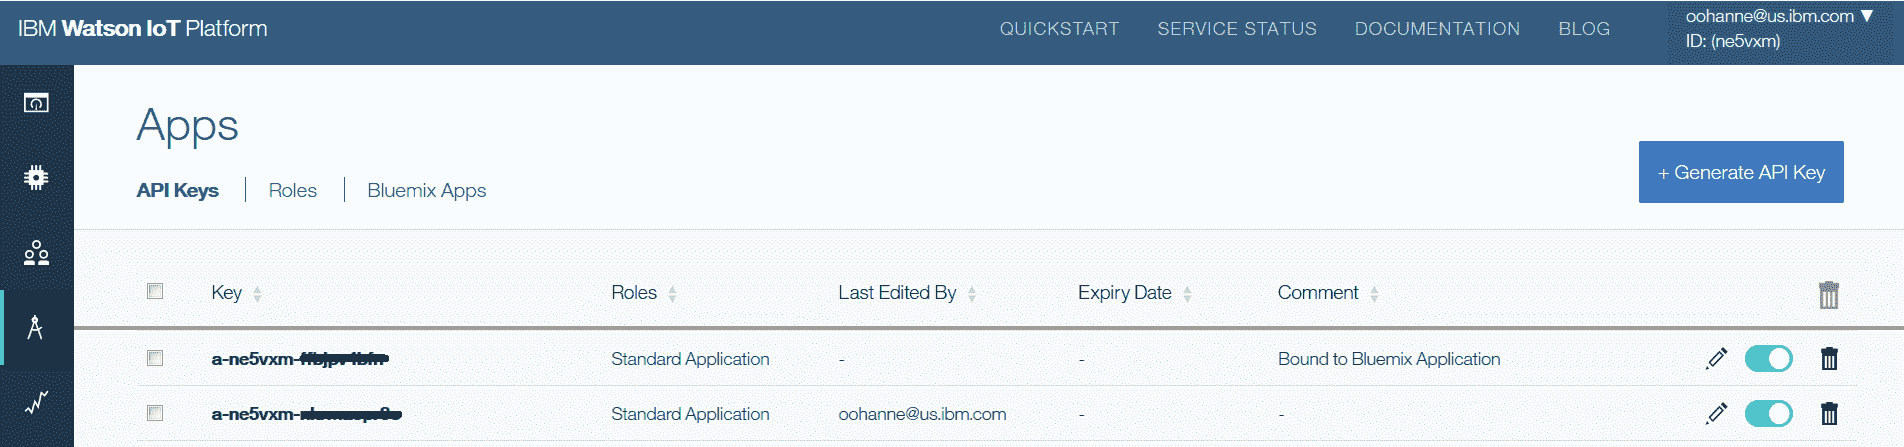 IBM Watson IoT Platform QUICKSTART SERVICE STATUS DOCUMENTATION BLOG oohanne@us.ibm.com ▼
ID: (ne5vxm)
Apps
API Keys Roles Bluemix Apps
+ Generate API Key
Key Roles Last Edited By Expiry Date Comment
a-ne5vxm- Standard Application - - Bound to Bluemix Application
a-ne5vxm- Standard Application oohanne@us.ibm.com - -